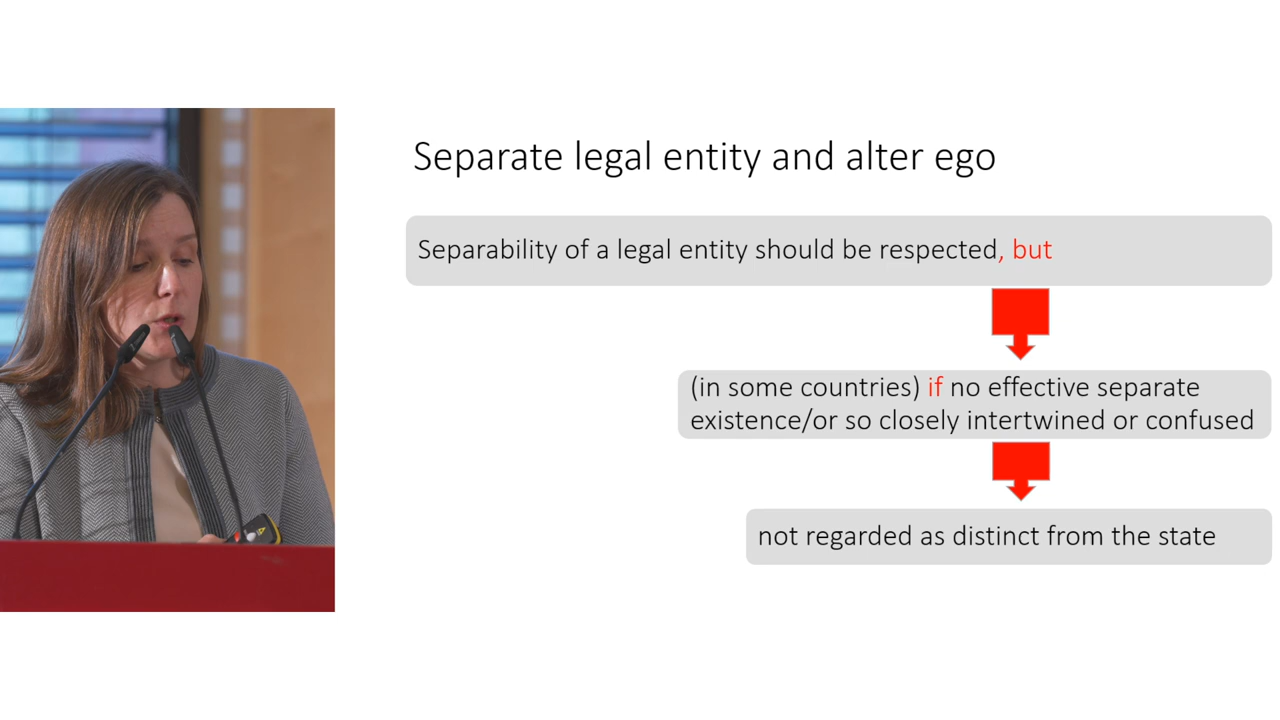 Separate legal entity and alter ego
Separability of a legal entity should be respected, but
(in some countries) if no effective separate
existence/or so closely intertwined or confused
not regarded as distinct from the state